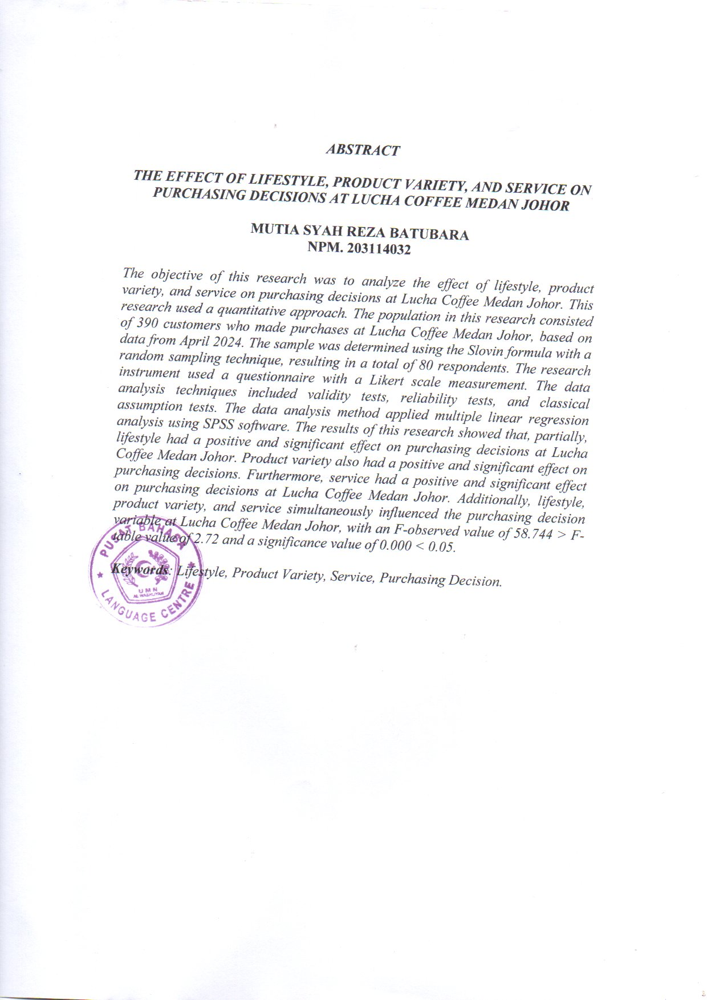 ABSTRACT
THE EFFECT OF LIFESTYLE, PRODUCT VARIETY, AND SERVICE ON
PURCHASING DECISIONS AT LUCHA COFFEE MEDAN JOHOR
MUTIA SYAH REZA BATUBARA
NPM. 203114032
The objective of this research was to analyze the effect of lifestyle, product
variety, and service on purchasing decisions at Lucha Coffee Medan Johor. This
research used a quantitative approach. The population in this research consisted
of 390 customers who made purchases at Lucha Coffee Medan Johor, based on
data from April 2024. The sample was determined using the Slovin formula with a
random sampling technique, resulting in a total of 80 respondents. The research
instrument used a questionnaire with a Likert scale measurement. The data
analysis techniques included validity tests, reliability tests, and classical
assumption tests. The data analysis method applied multiple linear regression
analysis using SPSS software. The results of this research showed that, partially,
lifestyle had a positive and significant effect on purchasing decisions at Lucha
Coffee Medan Johor. Product variety also had a positive and significant effect on
purchasing decisions. Furthermore, service had a positive and significant effect
on purchasing decisions at Lucha Coffee Medan Johor. Additionally, lifestyle,
product variety, and service simultaneously influenced the purchasing decision
variable at Lucha Coffee Medan Johor, with an F-observed value of 58.744 > F-
table value of 2.72 and a significance value of 0.000 < 0.05.
Keywords: Lifestyle, Product Variety, Service, Purchasing Decision.
PUSAT BAHASA
UMN
AL WASHLIYAH
LANGUAGE CENTRE